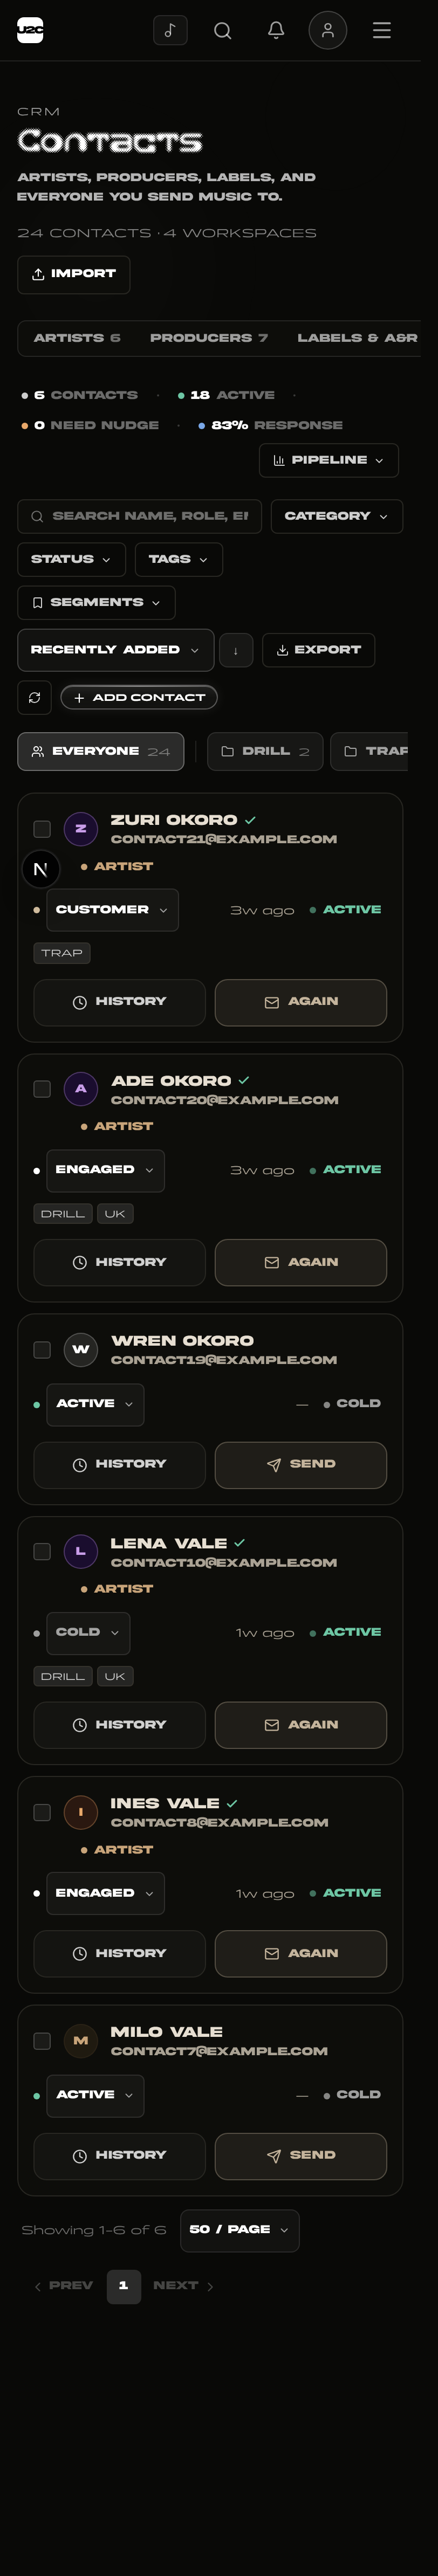 U2C
CRM
Contacts
ARTISTS, PRODUCERS, LABELS, AND
EVERYONE YOU SEND MUSIC TO.
24 CONTACTS · 4 WORKSPACES
IMPORT
ARTISTS 6 PRODUCERS 7 LABELS & A&R
6 CONTACTS · 18 ACTIVE ·
0 NEED NUDGE · 83% RESPONSE
PIPELINE
SEARCH NAME, ROLE, CATEGORY
STATUS TAGS
SEGMENTS
RECENTLY ADDED ↓ EXPORT
ADD CONTACT
EVERYONE 24 DRILL 2 TRAP
Z ZURI OKORO
CONTACT21@EXAMPLE.COM
N ARTIST
CUSTOMER 3w ago ACTIVE
TRAP
HISTORY AGAIN
A ADE OKORO
CONTACT20@EXAMPLE.COM
ARTIST
ENGAGED 3w ago ACTIVE
DRILL UK
HISTORY AGAIN
W WREN OKORO
CONTACT19@EXAMPLE.COM
ACTIVE — COLD
HISTORY SEND
L LENA VALE
CONTACT10@EXAMPLE.COM
ARTIST
COLD 1w ago ACTIVE
DRILL UK
HISTORY AGAIN
I INES VALE
CONTACT8@EXAMPLE.COM
ARTIST
ENGAGED 1w ago ACTIVE
HISTORY AGAIN
M MILO VALE
CONTACT7@EXAMPLE.COM
ACTIVE — COLD
HISTORY SEND
Showing 1-6 of 6 50 / PAGE
PREV 1 NEXT